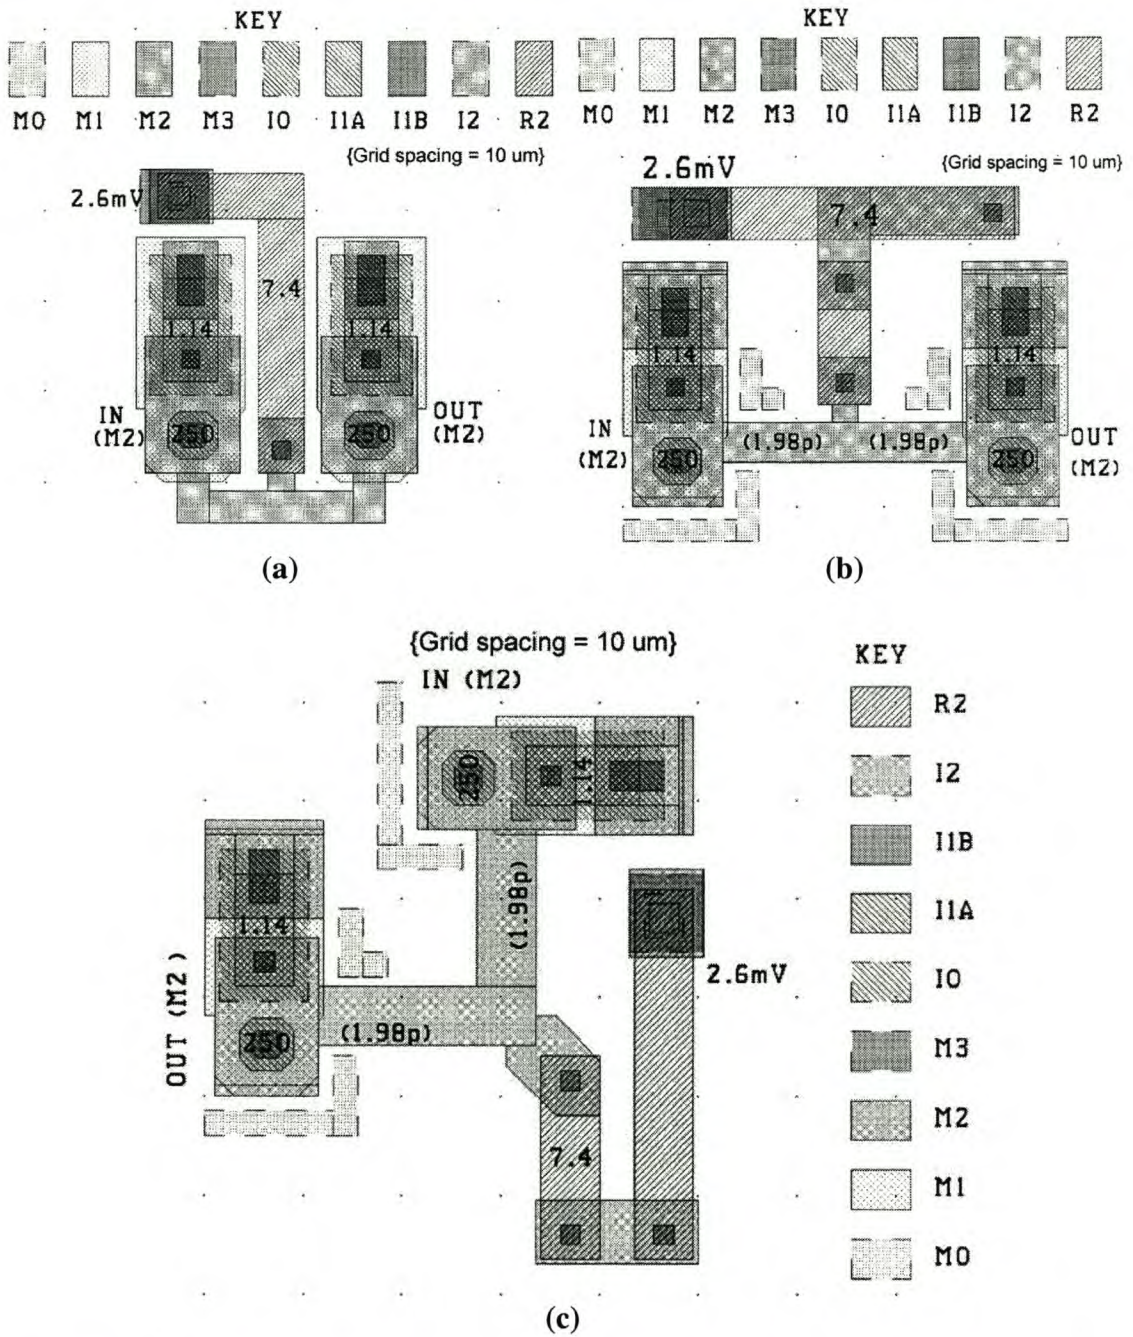 KEY
M0 M1 M2 M3 I0 I1A I1B I2 R2
{Grid spacing = 10 um}
2.6mV
7.4
1.14 1.14
IN (M2)
250 250
OUT (M2)
(a)
KEY
M0 M1 M2 M3 I0 I1A I1B I2 R2
{Grid spacing = 10 um}
2.6mV
7.4
1.14 1.14
IN (M2)
(1.98p) (1.98p)
250 250
OUT (M2)
(b)
{Grid spacing = 10 um}
IN (M2)
250
1.14
(1.98p)
1.14
2.6mV
OUT (M2)
(1.98p)
250
7.4
KEY
R2
I2
I1B
I1A
I0
M3
M2
M1
M0
(c)